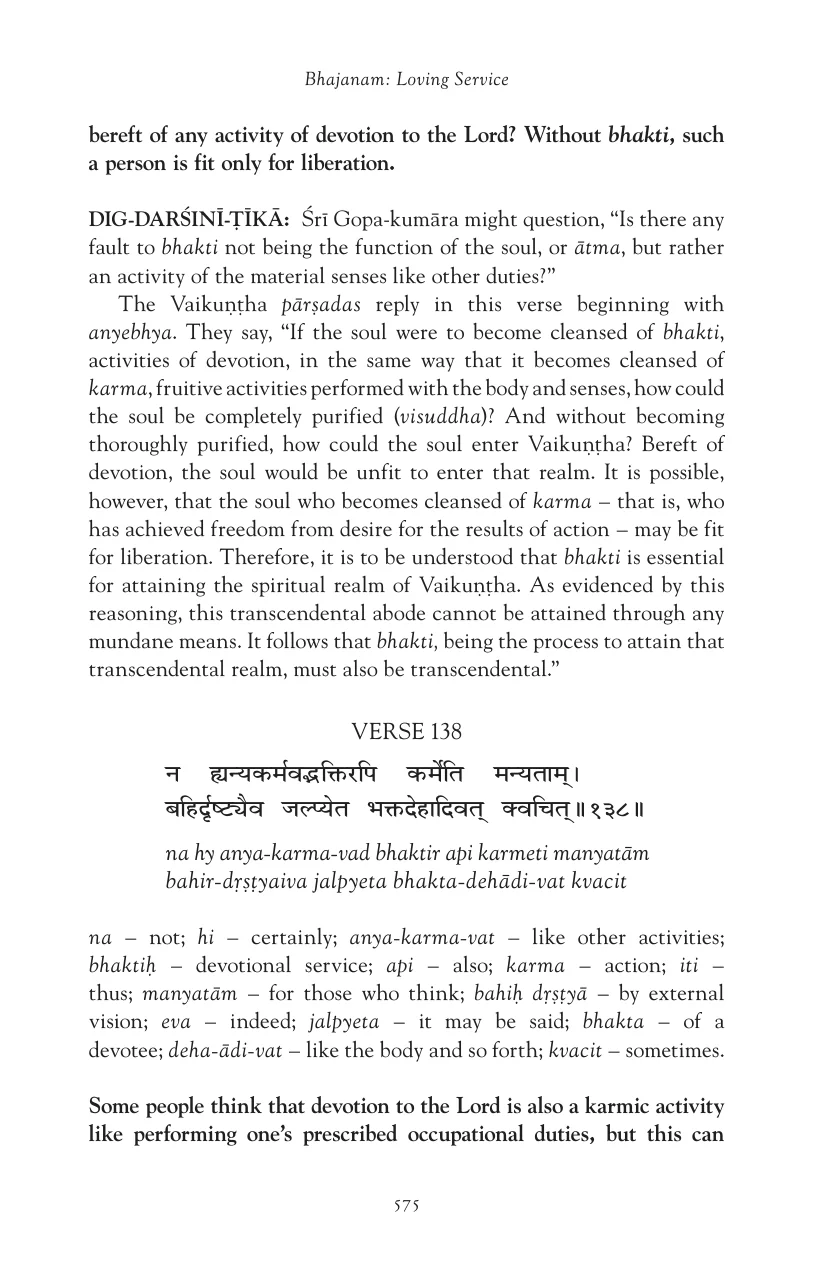 Bhajanam: Loving Service
bereft of any activity of devotion to the Lord? Without bhakti, such
a person is fit only for liberation.
DIG-DARŚINĪ-ṬĪKĀ: Śrī Gopa-kumāra might question, “Is there any
fault to bhakti not being the function of the soul, or ātma, but rather
an activity of the material senses like other duties?”
The Vaikuṇṭha pārṣadas reply in this verse beginning with
anyebhya. They say, “If the soul were to become cleansed of bhakti,
activities of devotion, in the same way that it becomes cleansed of
karma, fruitive activities performed with the body and senses, how could
the soul be completely purified (visuddha)? And without becoming
thoroughly purified, how could the soul enter Vaikuṇṭha? Bereft of
devotion, the soul would be unfit to enter that realm. It is possible,
however, that the soul who becomes cleansed of karma – that is, who
has achieved freedom from desire for the results of action – may be fit
for liberation. Therefore, it is to be understood that bhakti is essential
for attaining the spiritual realm of Vaikuṇṭha. As evidenced by this
reasoning, this transcendental abode cannot be attained through any
mundane means. It follows that bhakti, being the process to attain that
transcendental realm, must also be transcendental.”
VERSE 138
न ह्यन्यकर्मवद्भक्तिरपि कर्मेति मन्यताम्।
बहिर्दृष्ट्यैव जल्प्येत भक्तदेहादिवत् क्वचित्॥१३८॥
na hy anya-karma-vad bhaktir api karmeti manyatām
bahir-dṛṣṭyaiva jalpyeta bhakta-dehādi-vat kvacit
na – not; hi – certainly; anya-karma-vat – like other activities;
bhaktiḥ – devotional service; api – also; karma – action; iti –
thus; manyatām – for those who think; bahiḥ dṛṣṭyā – by external
vision; eva – indeed; jalpyeta – it may be said; bhakta – of a
devotee; deha-ādi-vat – like the body and so forth; kvacit – sometimes.
Some people think that devotion to the Lord is also a karmic activity
like performing one’s prescribed occupational duties, but this can
575